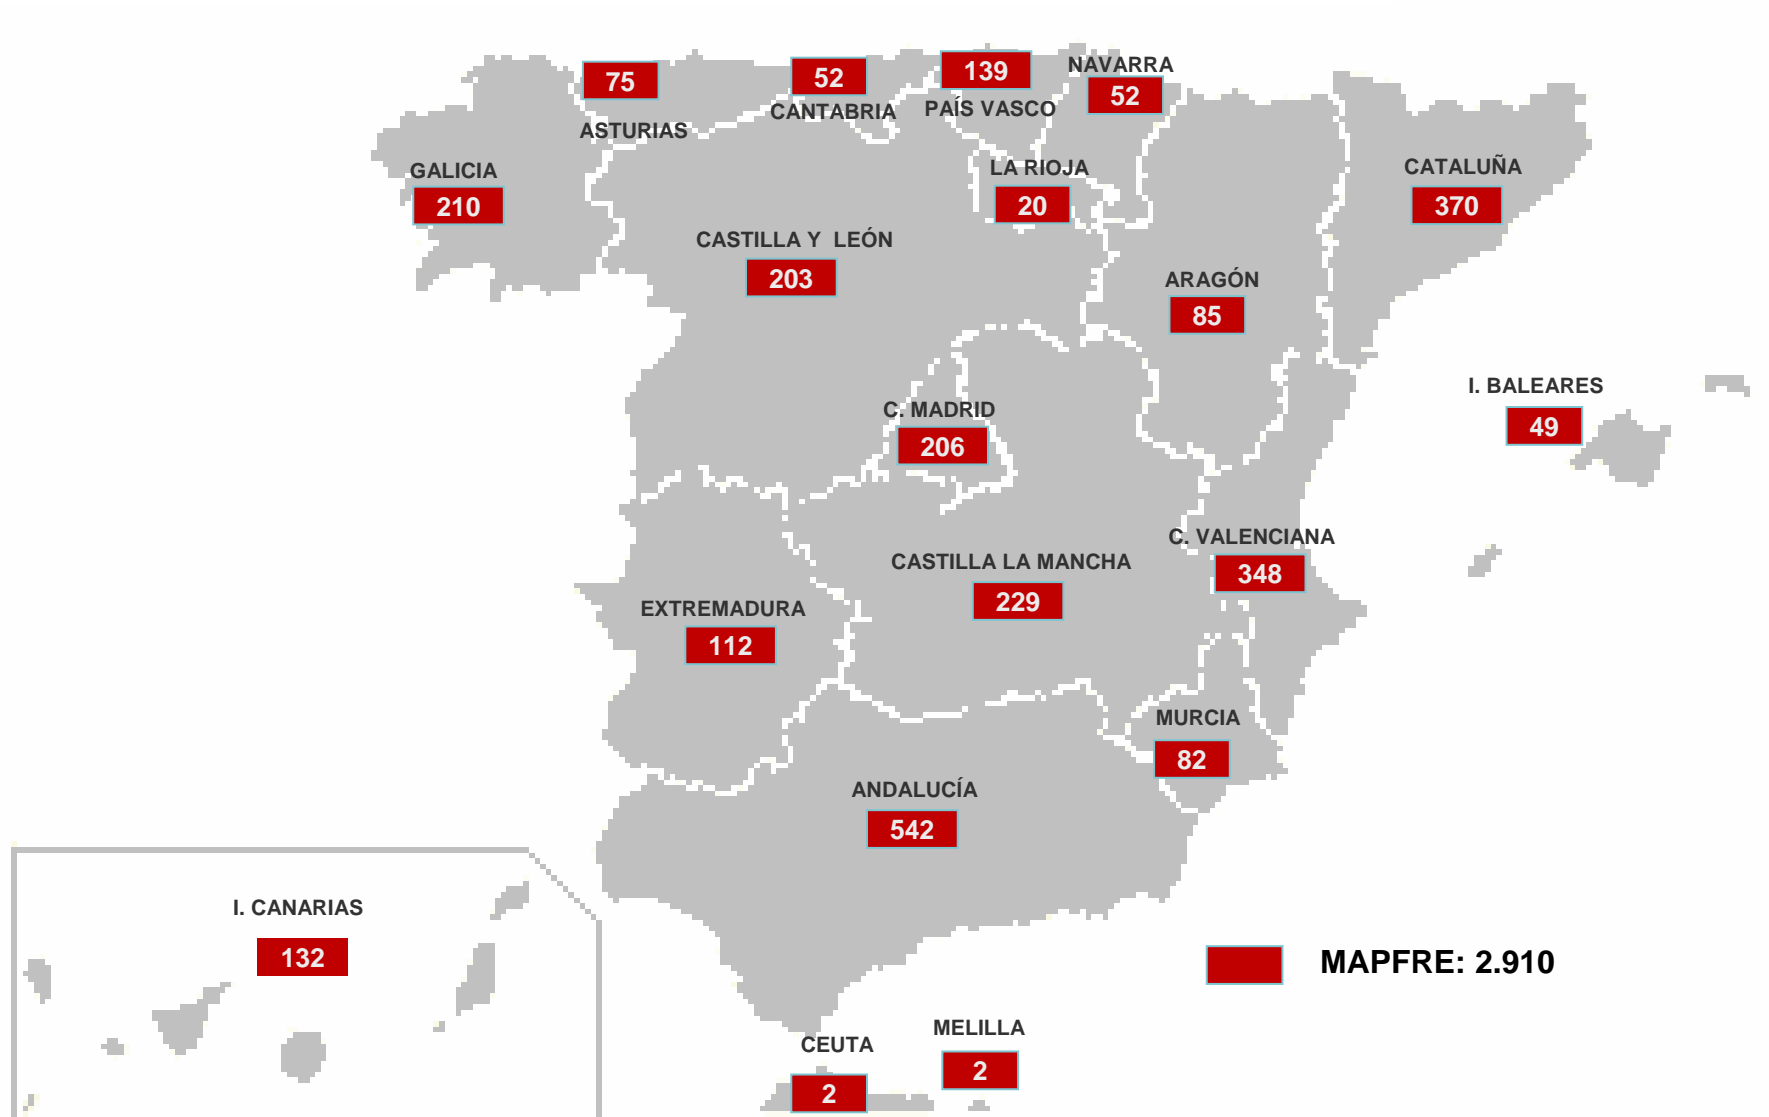 75
ASTURIAS
52
CANTABRIA
139
PAÍS VASCO
NAVARRA
52
GALICIA
210
LA RIOJA
20
CATALUÑA
370
CASTILLA Y  LEÓN
203
ARAGÓN
85
I. BALEARES
49
C. MADRID
206
C. VALENCIANA
348
CASTILLA LA MANCHA
229
EXTREMADURA
112
MURCIA
82
ANDALUCÍA
542
I. CANARIAS
132
MAPFRE: 2.910
CEUTA
2
MELILLA
2